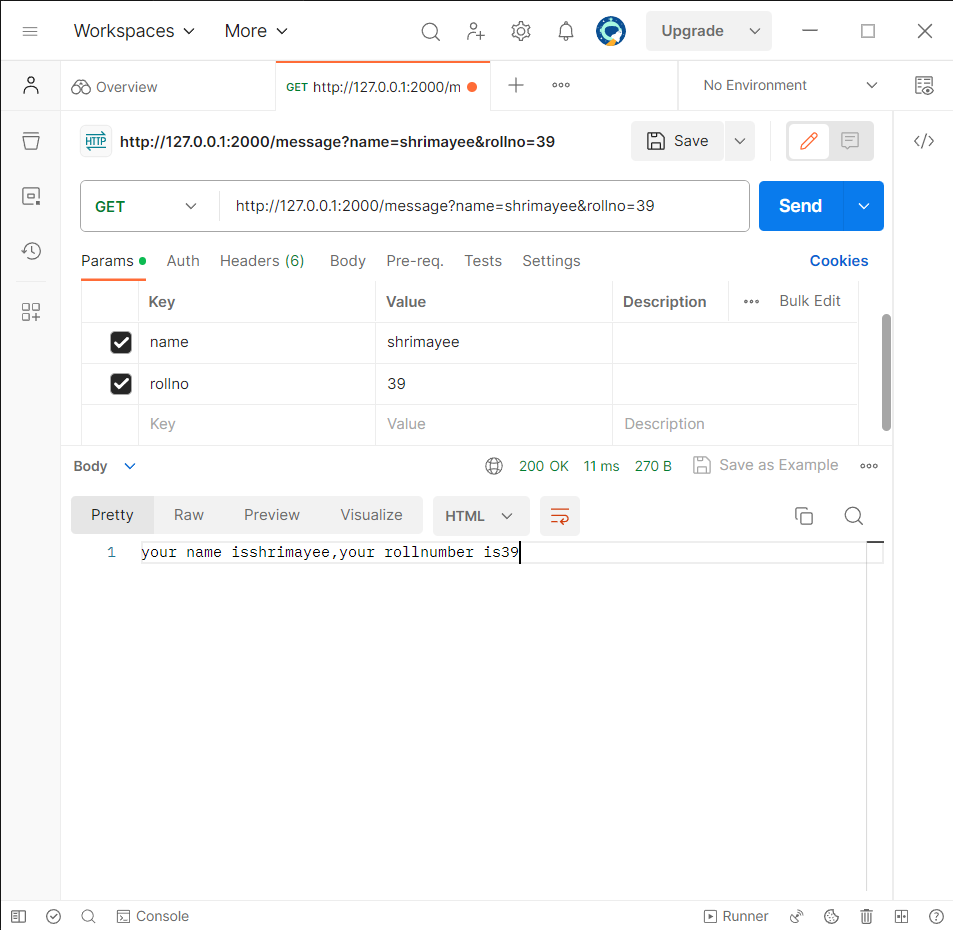 Workspaces More Upgrade
Overview GET http://127.0.0.1:2000/m No Environment
HTTP http://127.0.0.1:2000/message?name=shrimayee&rollno=39 Save
GET http://127.0.0.1:2000/message?name=shrimayee&rollno=39 Send
Params Auth Headers (6) Body Pre-req. Tests Settings Cookies
Key Value Description Bulk Edit
name shrimayee
rollno 39
Key Value Description
Body 200 OK 11 ms 270 B Save as Example
Pretty Raw Preview Visualize HTML
1 your name isshrimayee,your rollnumber is39
Console Runner